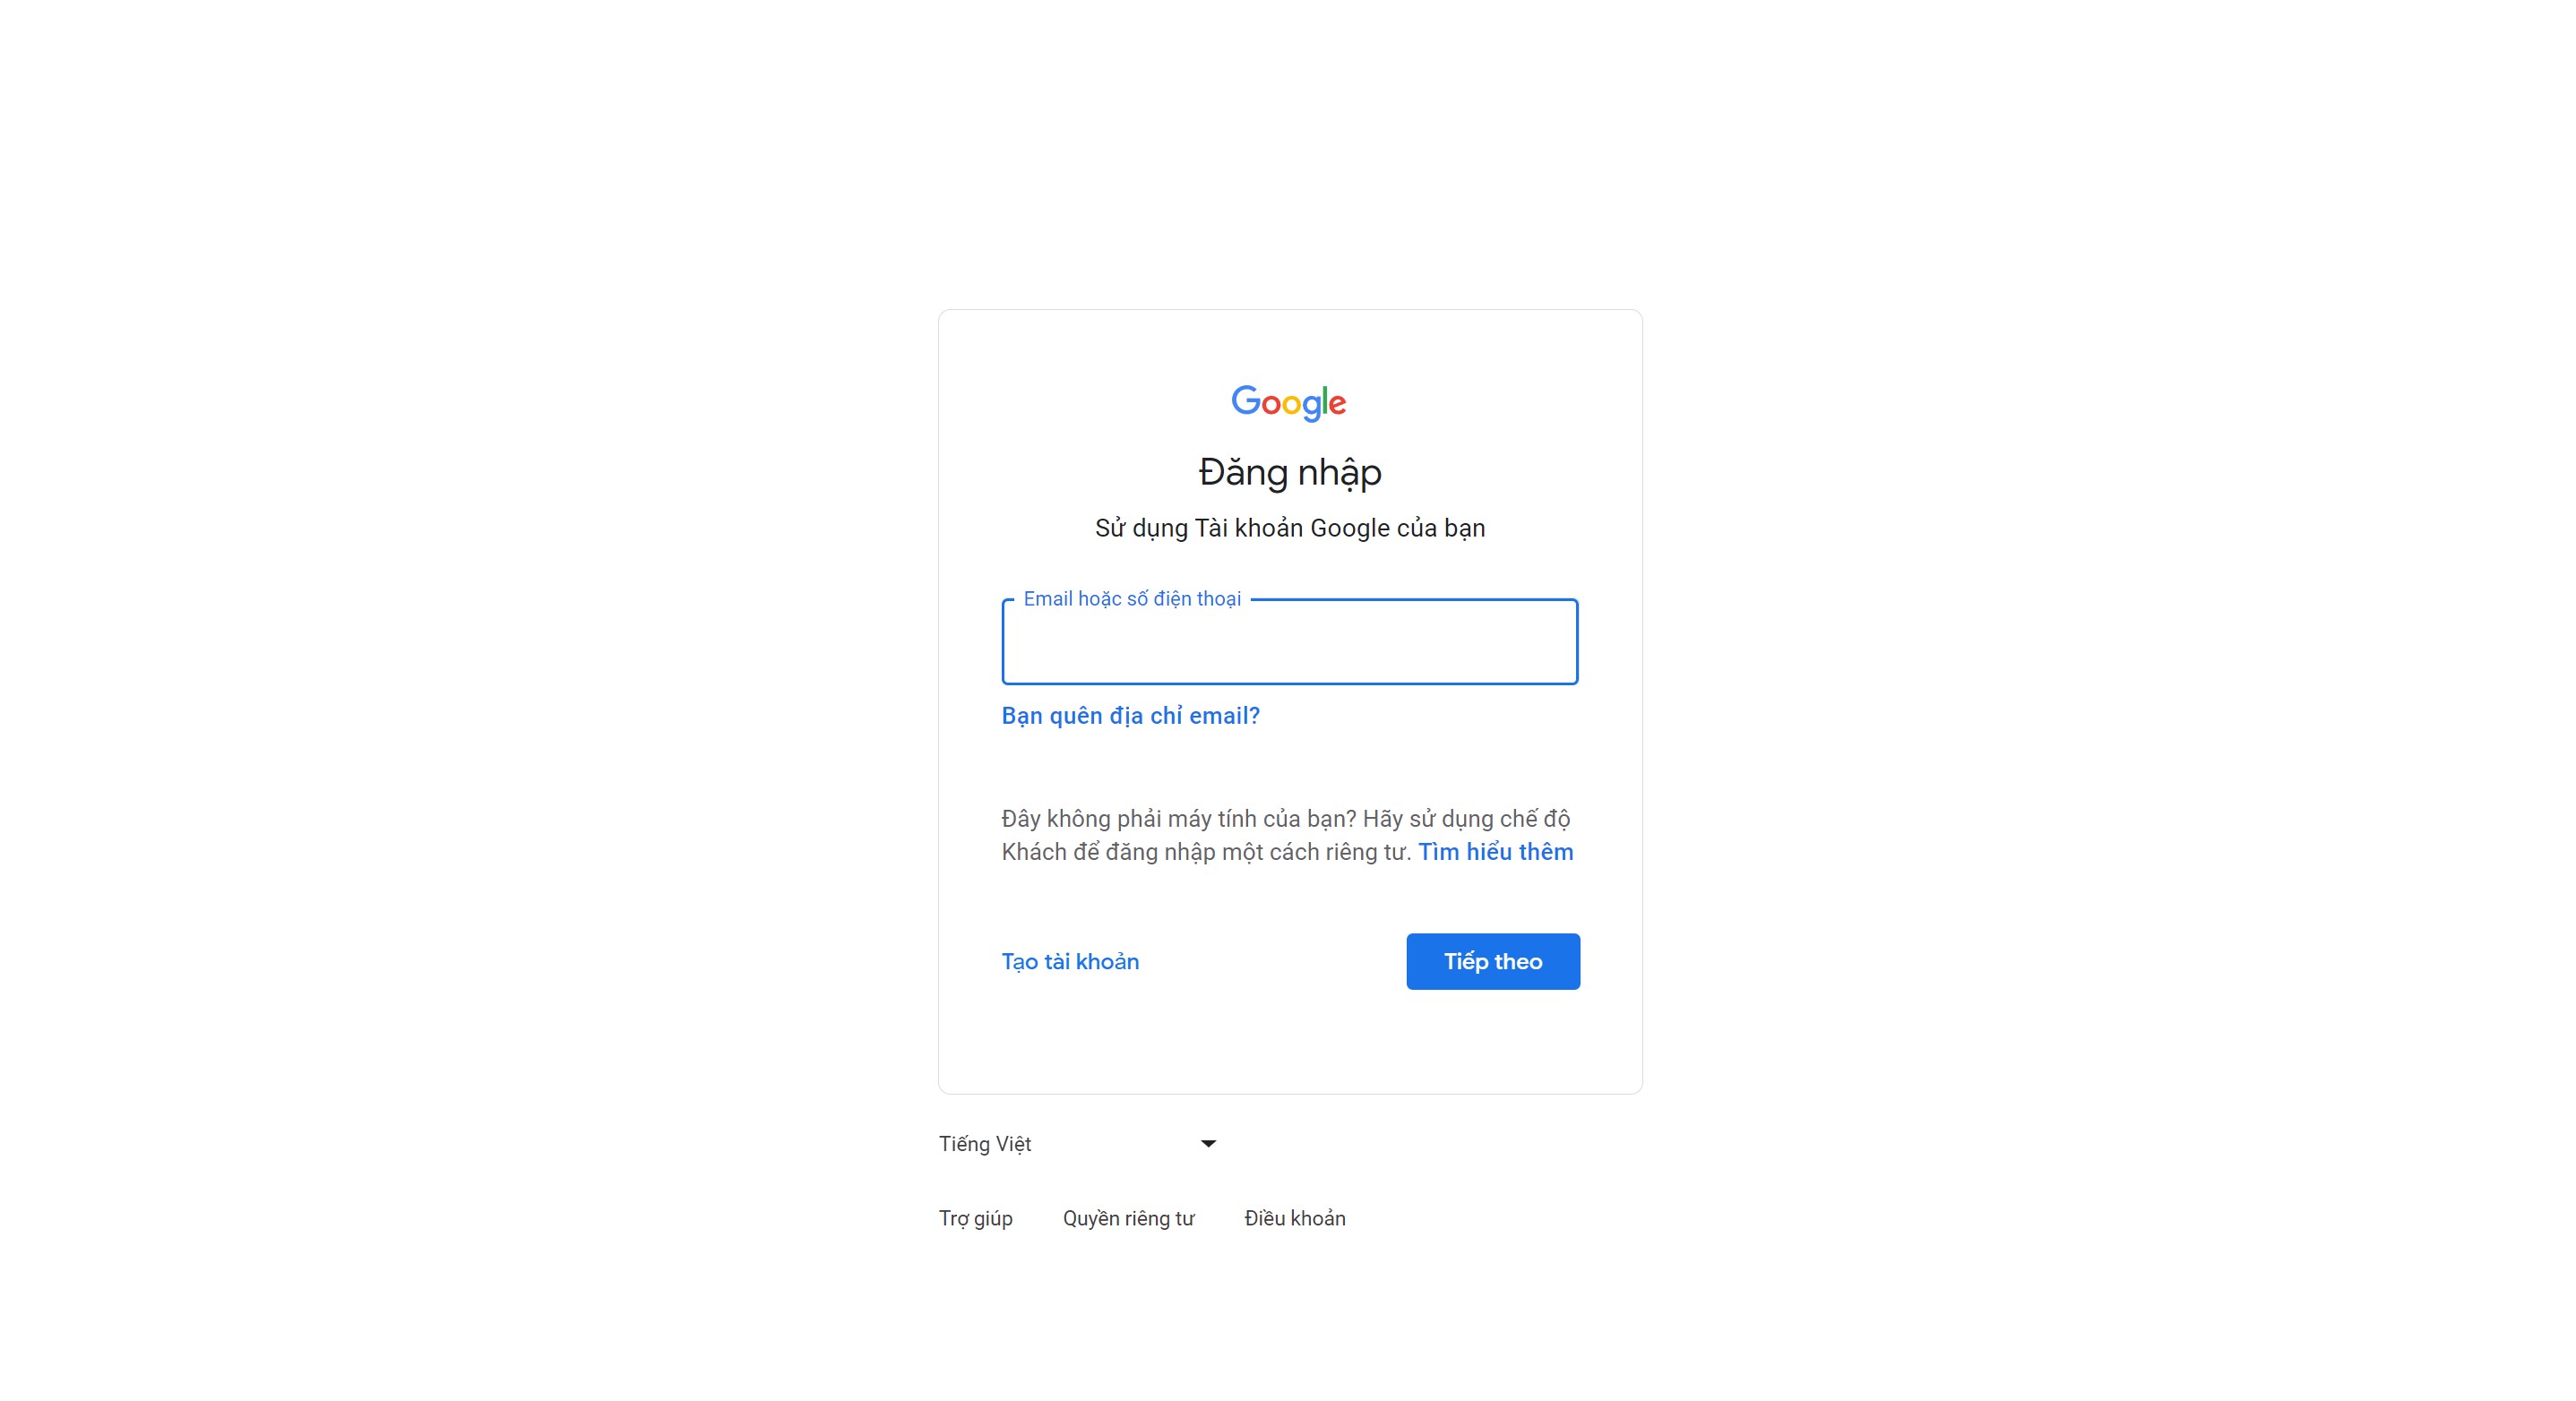 Google
Đăng nhập
Sử dụng Tài khoản Google của bạn
Email hoặc số điện thoại
Bạn quên địa chỉ email?
Đây không phải máy tính của bạn? Hãy sử dụng chế độ
Khách để đăng nhập một cách riêng tư. Tìm hiểu thêm
Tạo tài khoản
Tiếp theo
Tiếng Việt
Trợ giúp
Quyền riêng tư
Điều khoản